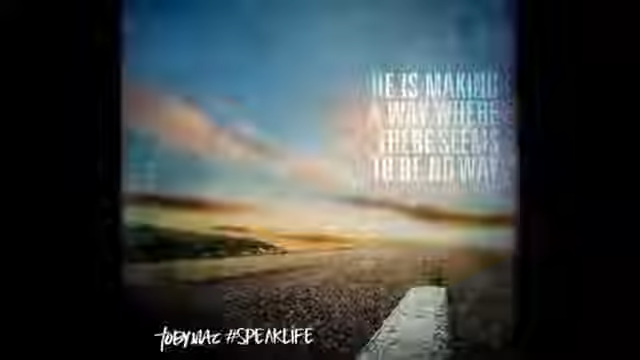 HE IS MAKING
A WAY WHERE
THERE SEEMS
TO BE NO WAY
tobyMac #SPEAKLIFE